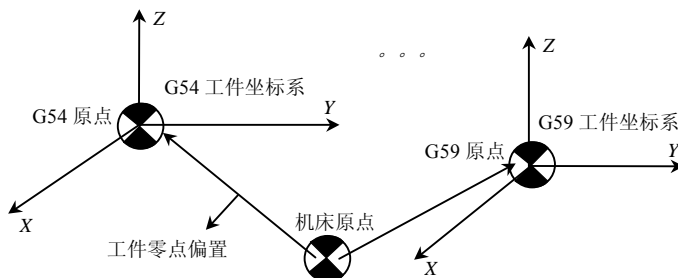 Z
G54 工件坐标系
G54 原点
Y
X
工件零点偏置
机床原点
。。。
Z
G59 工件坐标系
G59 原点
Y
X